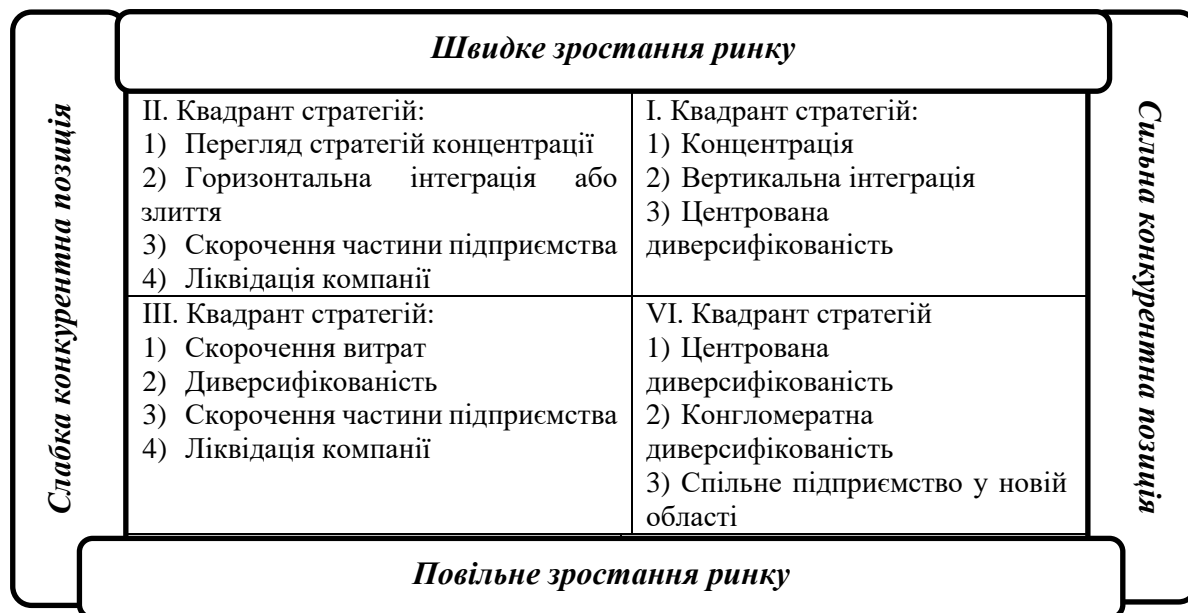 Швидке зростання ринку
Слабка конкурентна позиція
II. Квадрант стратегій:
1) Перегляд стратегій концентрації
2) Горизонтальна інтеграція або
злиття
3) Скорочення частини підприємства
4) Ліквідація компанії
I. Квадрант стратегій:
1) Концентрація
2) Вертикальна інтеграція
3) Центрована
диверсифікованість
Сильна конкурентна позиція
III. Квадрант стратегій:
1) Скорочення витрат
2) Диверсифікованість
3) Скорочення частини підприємства
4) Ліквідація компанії
VI. Квадрант стратегій
1) Центрована
диверсифікованість
2) Конгломератна
диверсифікованість
3) Спільне підприємство у новій
області
Повільне зростання ринку